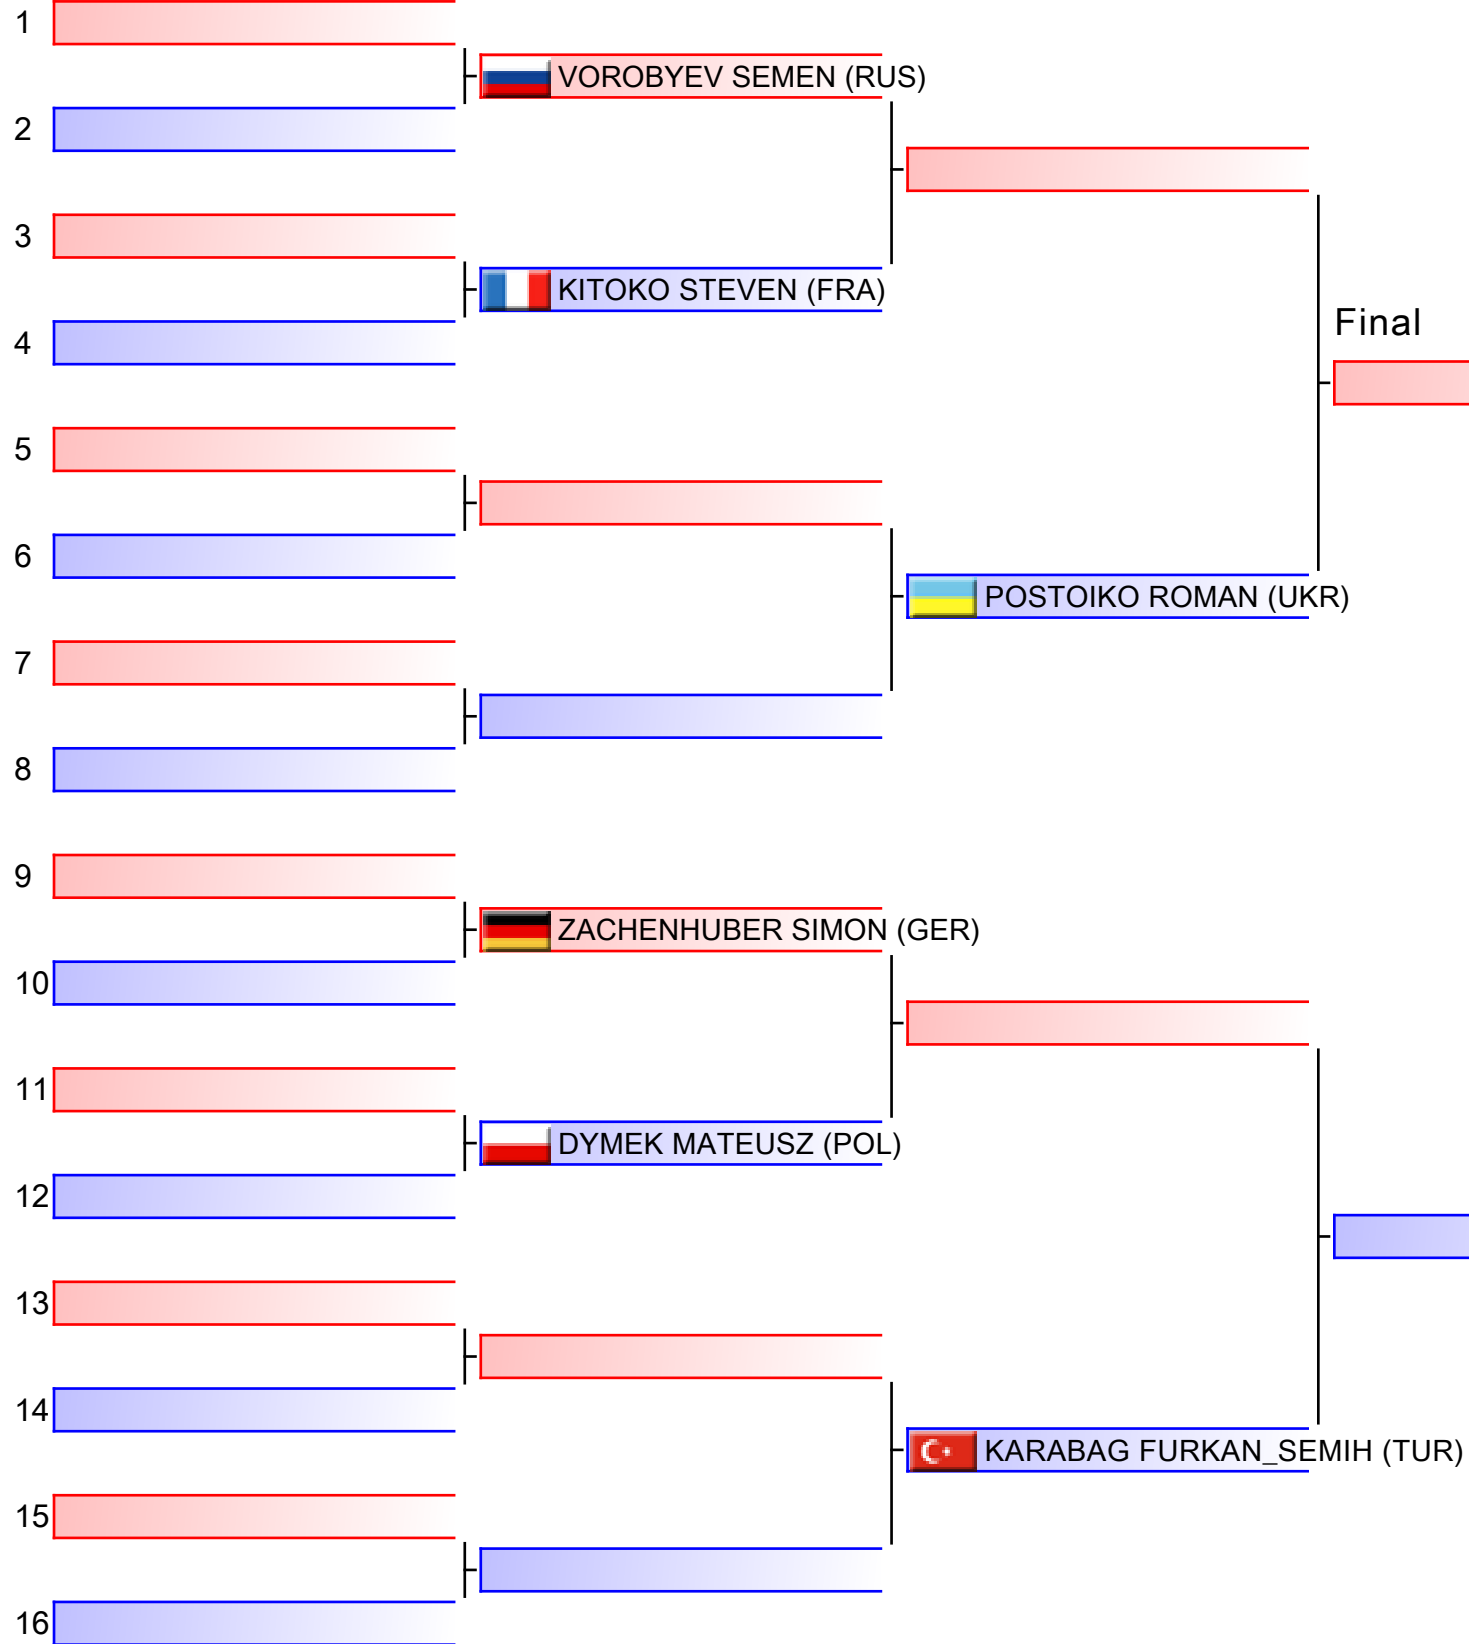 1
VOROBYEV SEMEN (RUS)
2
3
KITOKO STEVEN (FRA)
4
Final
5
6
POSTOIKO ROMAN (UKR)
7
8
9
ZACHENHUBER SIMON (GER)
10
11
DYMEK MATEUSZ (POL)
12
13
14
KARABAG FURKAN_SEMIH (TUR)
15
16